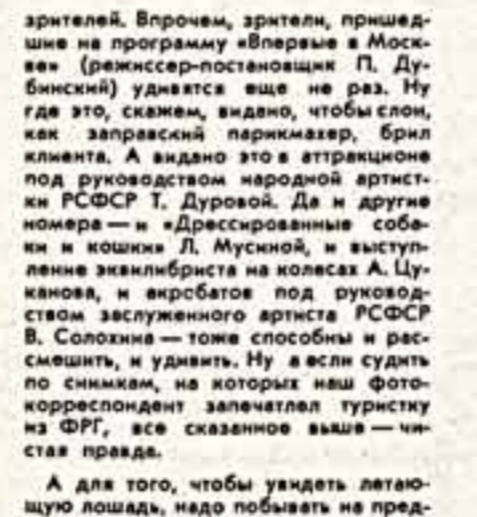 зрителей. Впрочем, зрители, пришед-
шие на программу «Впервые в Моск-
ве» (режиссер-постановщик П. Ду-
бинский) удивятся еще не раз. Ну
где это, скажем, видано, чтобы слон,
как заправский парикмахер, брил
клиента. А видано это в аттракционе
под руководством народной артист-
ки РСФСР Т. Дуровой. Да и другие
номера — и «Дрессированные соба-
ки и кошки» Л. Мусиной, и выступ-
ление эквилибриста на колесах А. Цу-
канова, и акробатов под руковод-
ством заслуженного артиста РСФСР
В. Солохина — тоже способны и рас-
смешить, и удивить. Ну а если судить
по снимкам, на которых наш фото-
корреспондент запечатлел туристку
из ФРГ, все сказанное выше — чи-
стая правда.
А для того, чтобы увидеть летаю-
щую лошадь, надо побывать на пред-